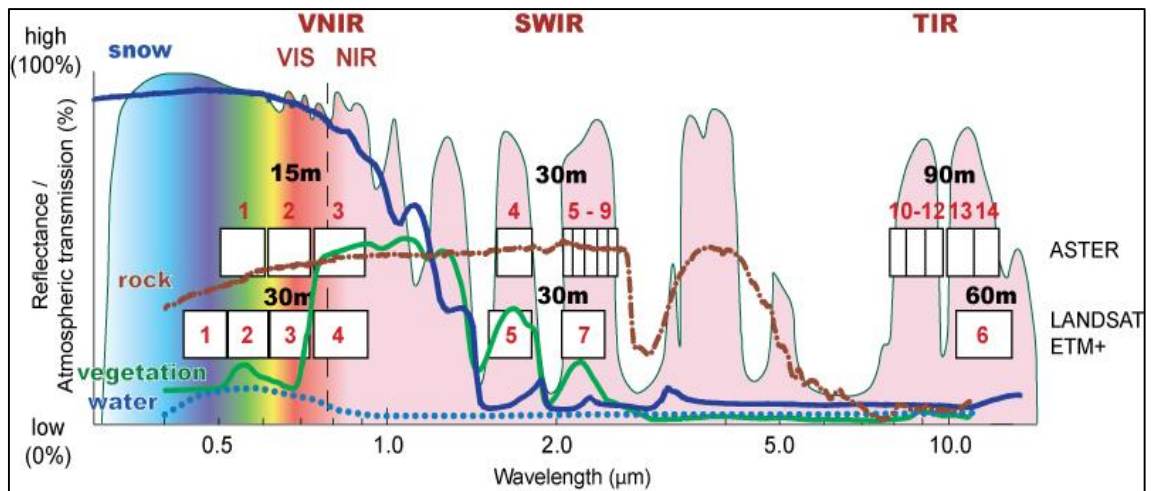 VNIR SWIR TIR
high
(100%)
snow
VIS NIR
15m 30m 90m
1 2 3 4 5 - 9 10-12 13 14
ASTER
rock
30m 30m 60m
1 2 3 4 5 7 6
LANDSAT
ETM+
vegetation
water
low
(0%)
0.5 1.0 2.0 5.0 10.0
Wavelength (μm)
Reflectance /
Atmospheric transmission (%)